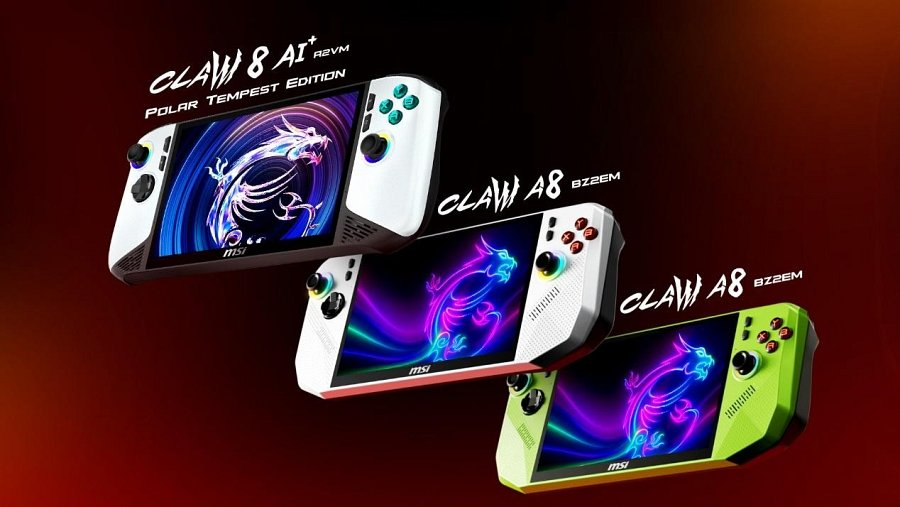 CLAW 8 AI+ A2VM
POLAR TEMPEST EDITION
X
Y
B
A
msi
CLAW A8 BZ2EM
Y
X
B
A
msi
CLAW A8 BZ2EM
Y
X
B
A
msi